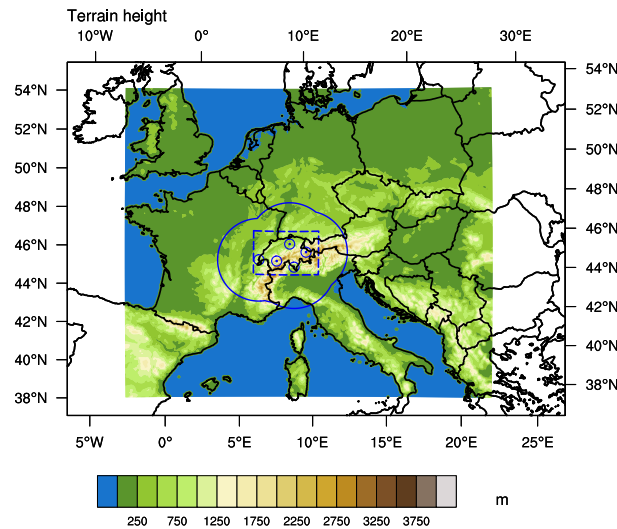 Terrain height
10°W 0° 10°E 20°E 30°E
54°N 54°N
52°N 52°N
50°N 50°N
48°N 48°N
46°N 46°N
44°N 44°N
42°N 42°N
40°N 40°N
38°N 38°N
5°W 0° 5°E 10°E 15°E 20°E 25°E
250 750 1250 1750 2250 2750 3250 3750 m